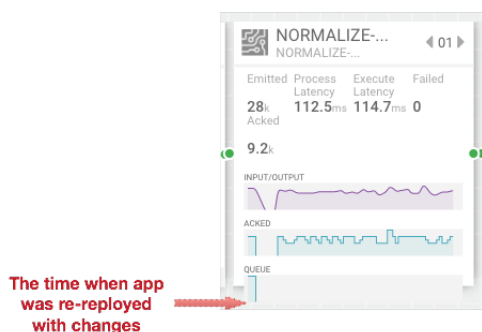 NORMALIZE-...
01
NORMALIZE-...
Emitted Process Execute Failed
Latency Latency
28k 112.5ms 114.7ms 0
Acked
9.2k
INPUT/OUTPUT
ACKED
QUEUE
The time when app
was re-reployed
with changes